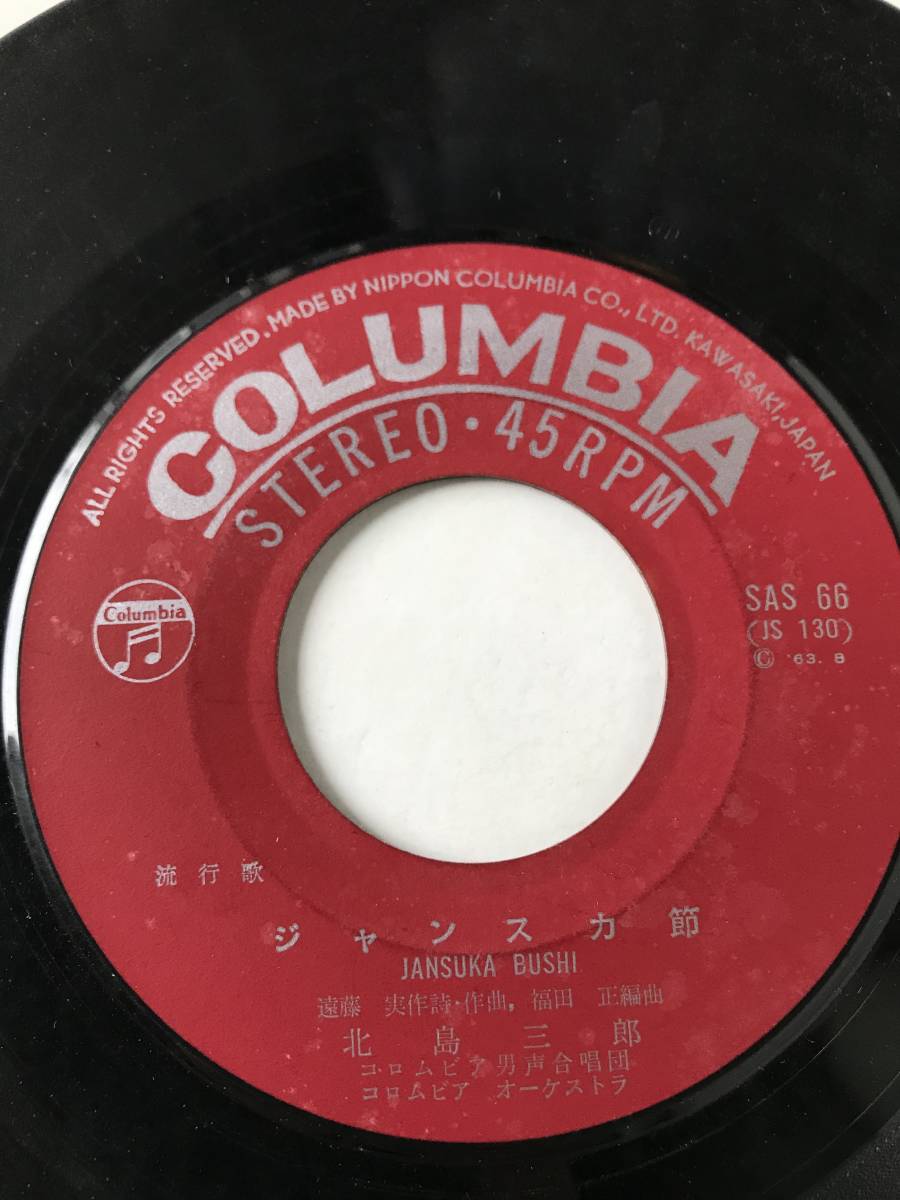 ALL RIGHTS RESERVED. MADE BY NIPPON COLUMBIA CO., LTD. KAWASAKI, JAPAN
COLUMBIA
STEREO・45RPM
Columbia
SAS 66
(JS 130)
© '63. 8
流行歌
ジャンスカ節
JANSUKA BUSHI
遠藤 実作詩・作曲, 福田 正編曲
北島三郎
コロムビア男声合唱団
コロムビア オーケストラ